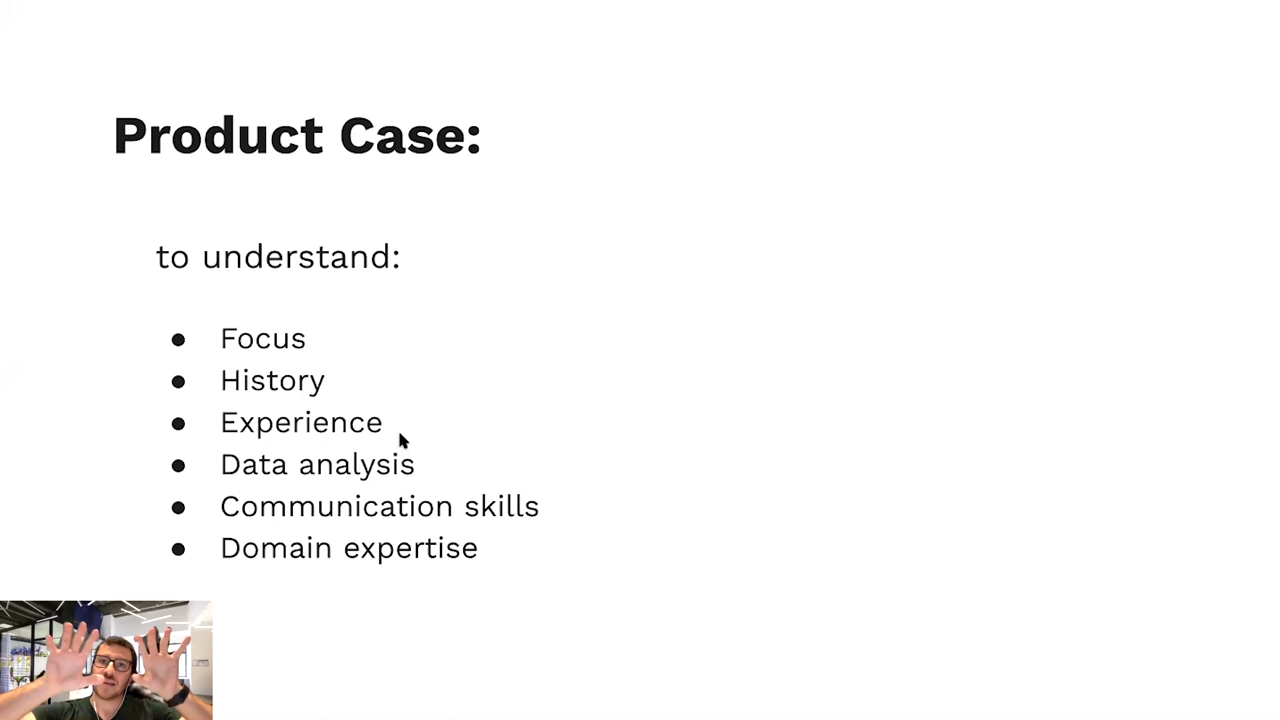 Product Case:
to understand:
● Focus
● History
● Experience
● Data analysis
● Communication skills
● Domain expertise